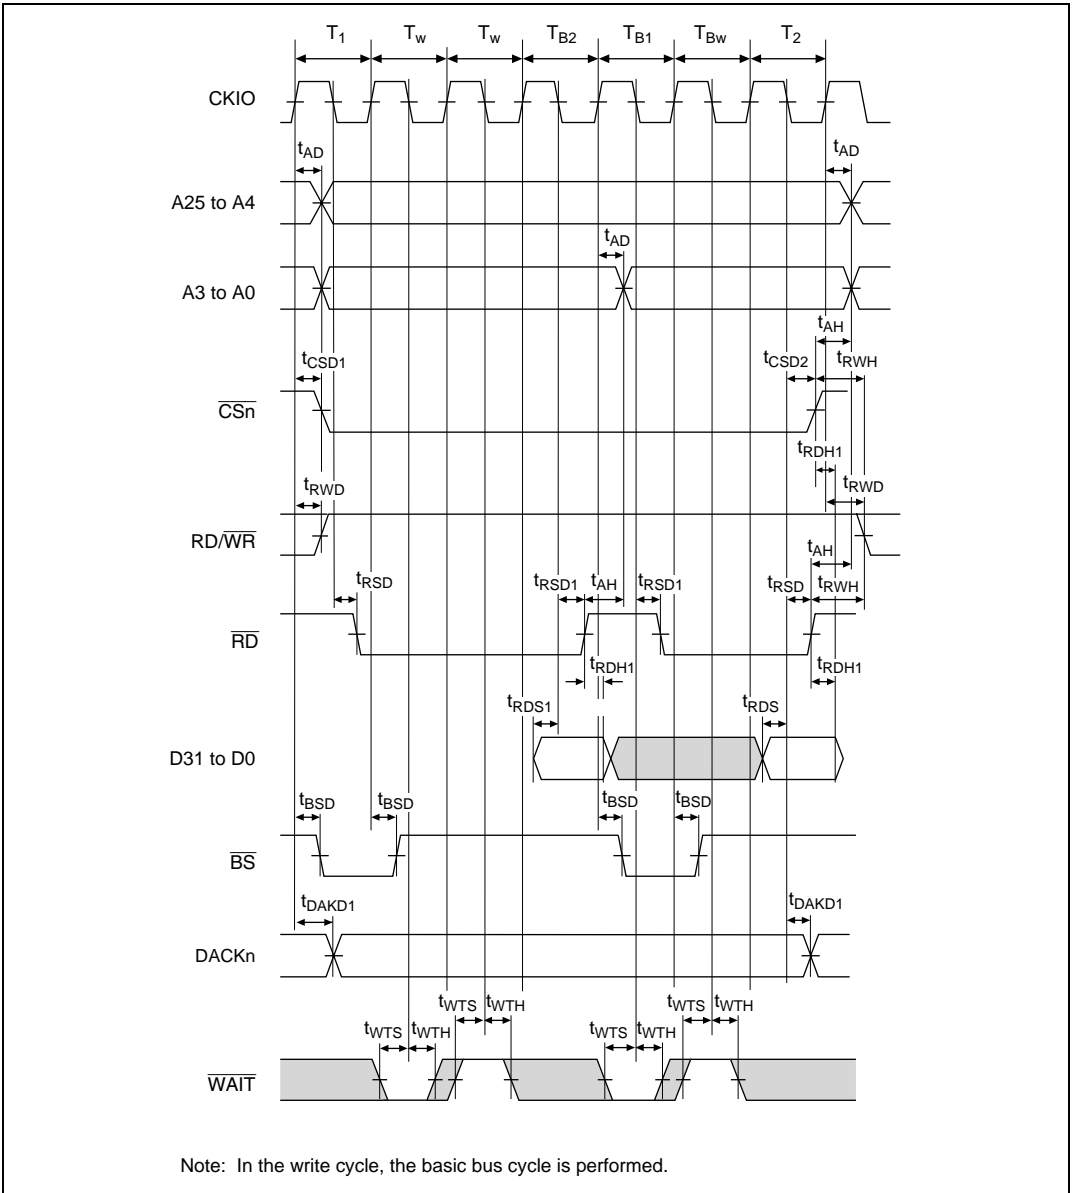 T1 Tw Tw TB2 TB1 TBw T2
CKIO
tAD tAD
A25 to A4
tAD
A3 to A0
tAH
tCSD1 tCSD2 tRWH
CSn
tRDH1
tRWD tRWD
RD/WR
tAH
tRSD tRSD1 tAH tRSD1 tRSD tRWH
RD
tRDH1 tRDH1
tRDS1 tRDS
D31 to D0
tBSD tBSD tBSD tBSD
BS
tDAKD1 tDAKD1
DACKn
tWTS tWTH tWTS tWTH
tWTS tWTH tWTS tWTH
WAIT
Note: In the write cycle, the basic bus cycle is performed.